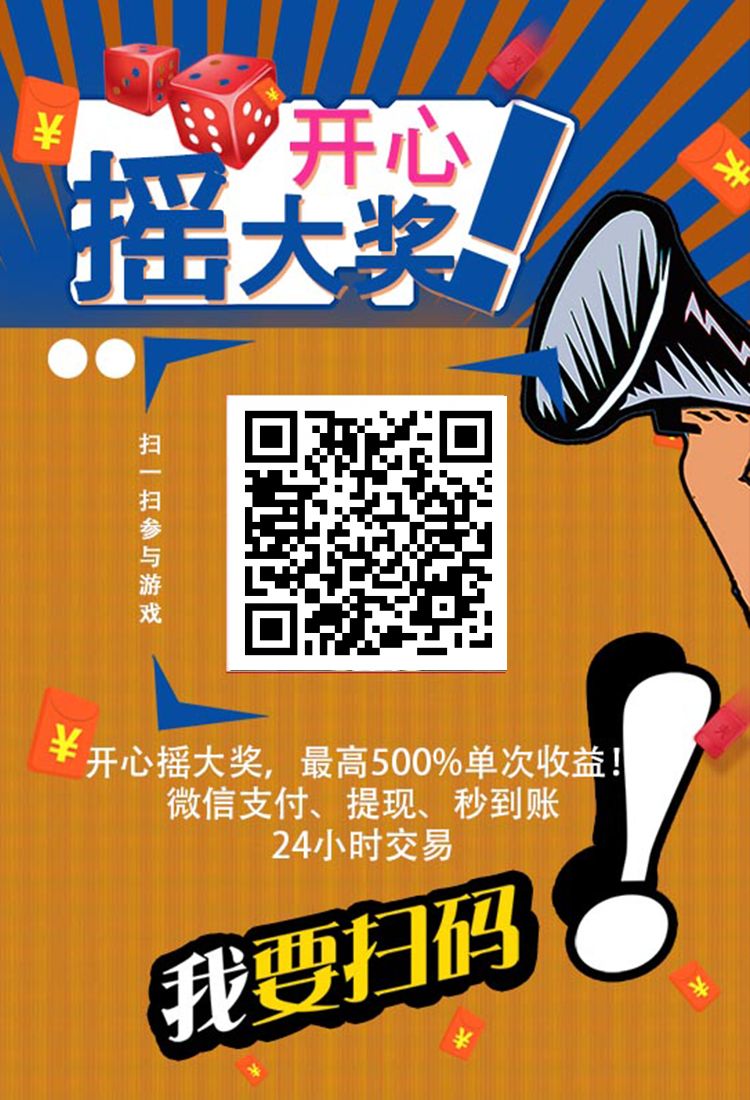 开心
摇大奖!
扫一扫参与游戏
开心摇大奖，最高500%单次收益!
微信支付、提现、秒到账
24小时交易
我要扫码
¥
¥
¥
¥
¥
¥
¥